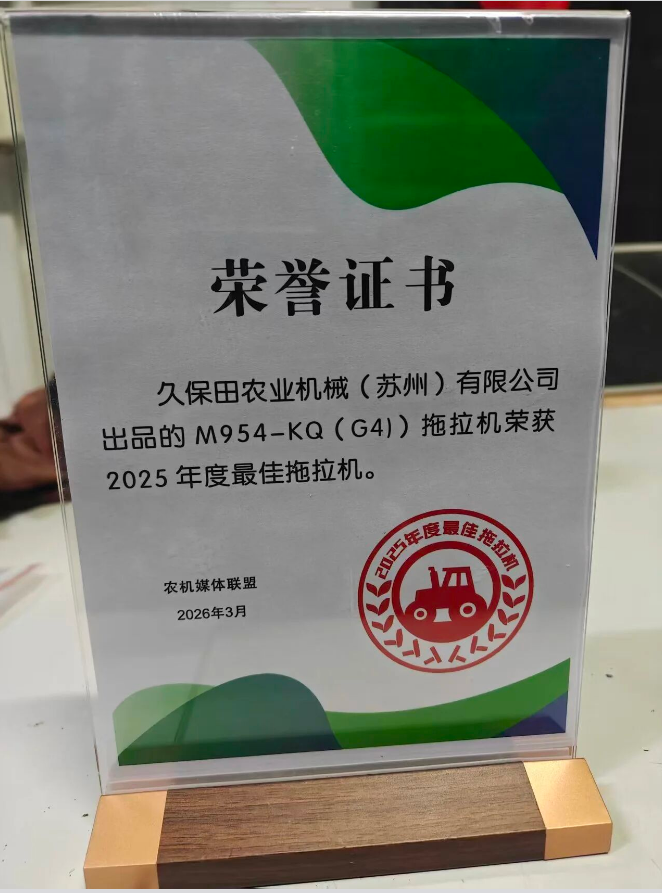 荣誉证书
久保田农业机械（苏州）有限公司
出品的 M954-KQ（G4)）拖拉机荣获
2025 年度最佳拖拉机。
2025年度最佳拖拉机
农机媒体联盟
2026年3月